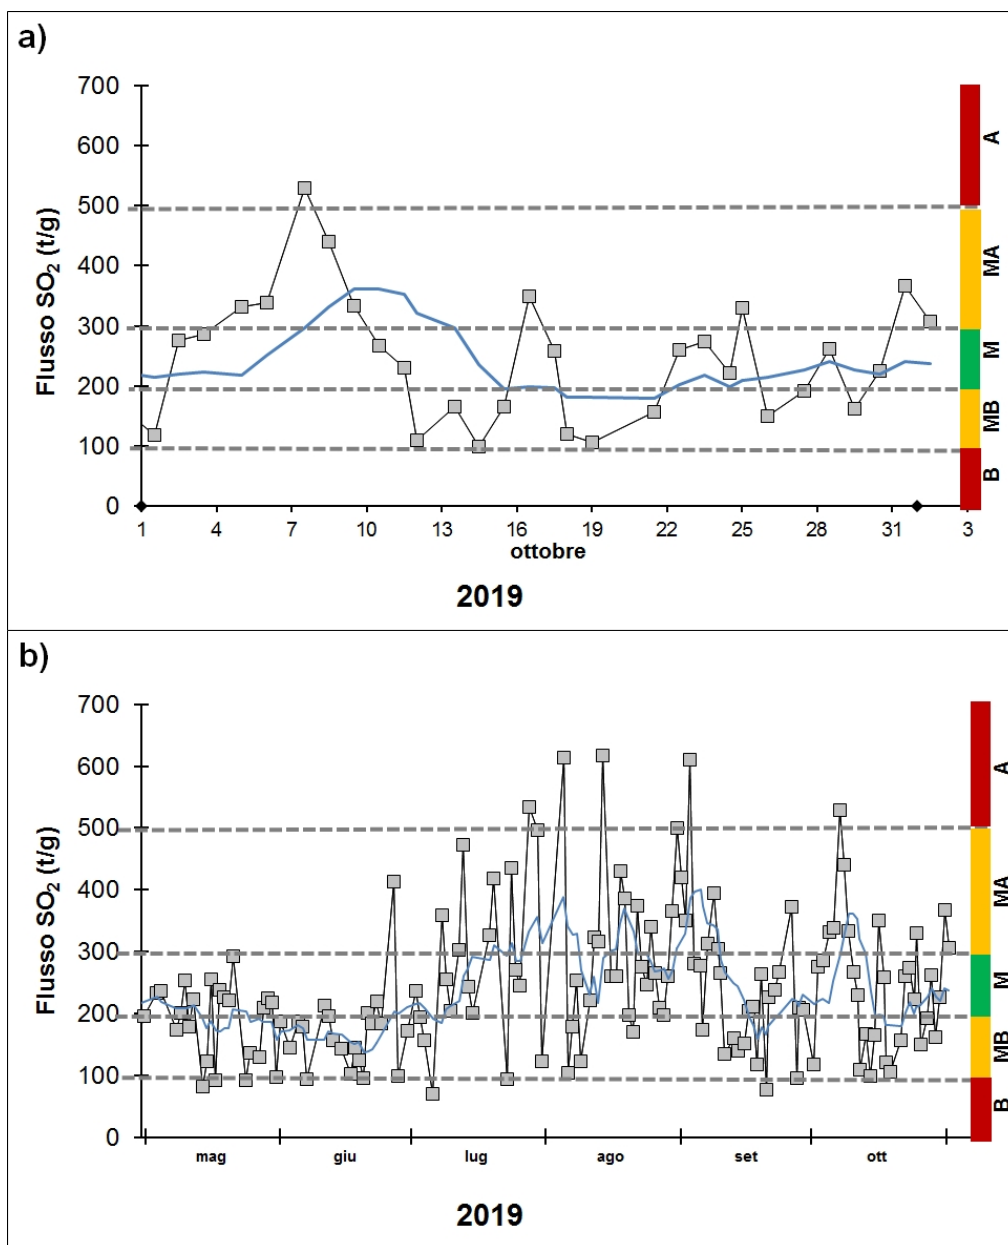 a)
Flusso SO₂ (t/g)
700
600
500
400
300
200
100
0
A
MA
M
MB
B
1 4 7 10 13 16 19 22 25 28 31 3
ottobre
2019
b)
Flusso SO₂ (t/g)
700
600
500
400
300
200
100
0
A
MA
M
MB
B
mag giu lug ago set ott
2019